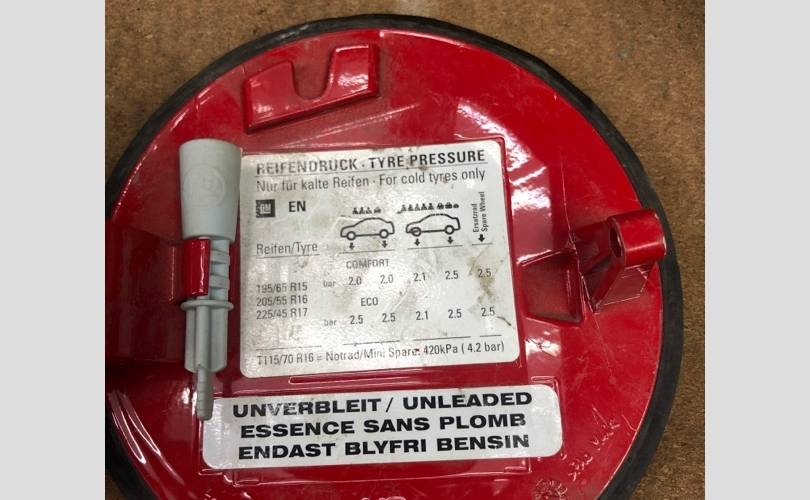 REIFENDRUCK - TYRE PRESSURE
Nur für kalte Reifen - For cold tyres only
GM EN
Ersatzrad
Spare Wheel
Reifen/Tyre
COMFORT
195/65 R15 bar 2.0 2.0 2.1 2.5 2.5
205/55 R16 ECO
225/45 R17 bar 2.5 2.5 2.1 2.5 2.5
T115/70 R16 = Notrad/Mini Spare: 420kPa ( 4.2 bar)
UNVERBLEIT / UNLEADED
ESSENCE SANS PLOMB
ENDAST BLYFRI BENSIN